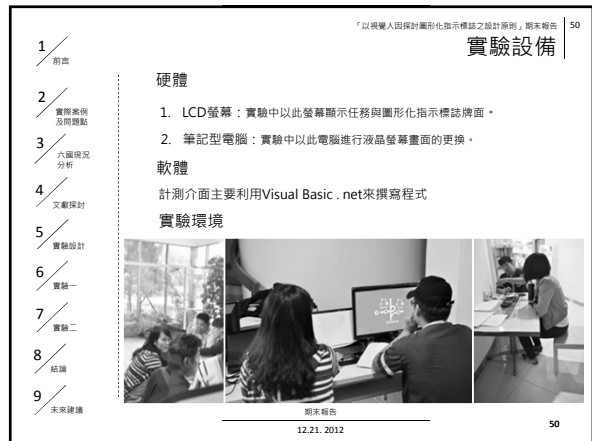 「以視覺人因探討圖形化指示標誌之設計原則」期末報告
50
實驗設備
1
前言
2
實際案例
及問題點
3
六國現況
分析
4
文獻探討
5
實驗設計
6
實驗一
7
實驗二
8
結論
9
未來建議
硬體
1. LCD螢幕：實驗中以此螢幕顯示任務與圖形化指示標誌牌面。
2. 筆記型電腦：實驗中以此電腦進行液晶螢幕畫面的更換。
軟體
計測介面主要利用Visual Basic . net來撰寫程式
實驗環境
期末報告
12.21. 2012
50